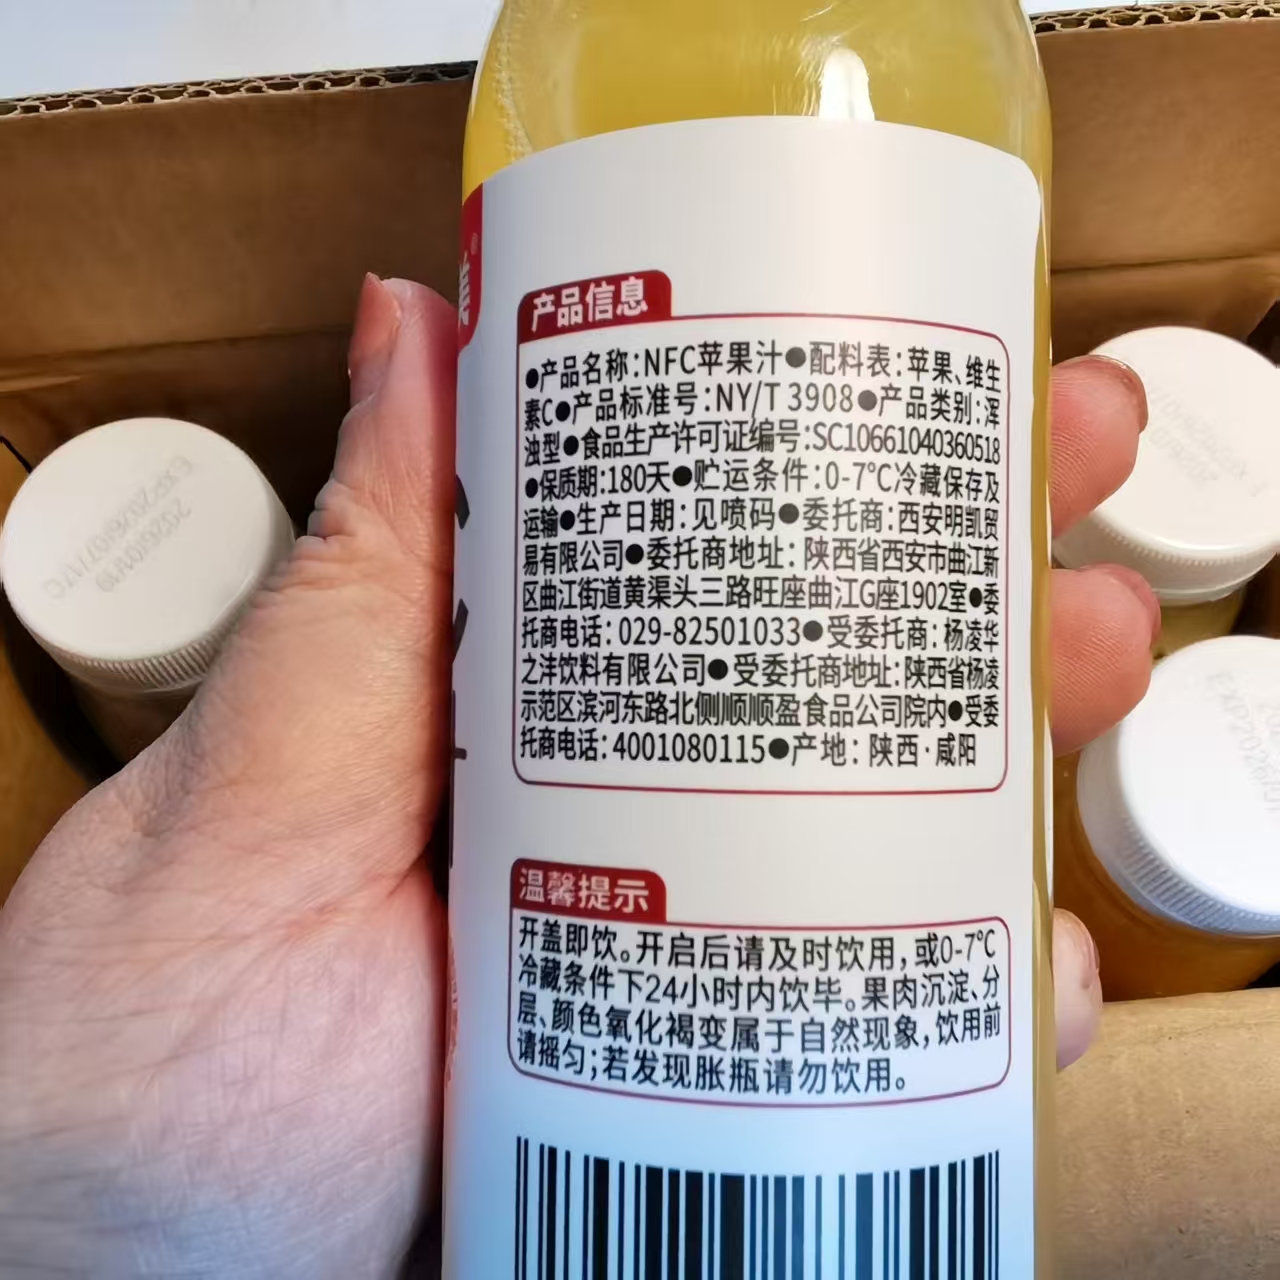 美®
产品信息
●产品名称:NFC苹果汁●配料表:苹果、维生
素C●产品标准号:NY/T 3908●产品类别:浑
浊型●食品生产许可证编号:SC10661040360518
●保质期:180天●贮运条件:0-7℃冷藏保存及
运输●生产日期:见喷码●委托商:西安明凯贸
易有限公司●委托商地址:陕西省西安市曲江新
区曲江街道黄渠头三路旺座曲江G座1902室●委
托商电话:029-82501033●受委托商:杨凌华
之沣饮料有限公司●受委托商地址:陕西省杨凌
示范区滨河东路北侧顺顺盈食品公司院内●受委
托商电话:4001080115●产地:陕西·咸阳
温馨提示
开盖即饮。开启后请及时饮用,或0-7℃
冷藏条件下24小时内饮毕。果肉沉淀、分
层、颜色氧化褐变属于自然现象,饮用前
请摇匀;若发现胀瓶请勿饮用。
2026/01/19
EXP2026/07/17C